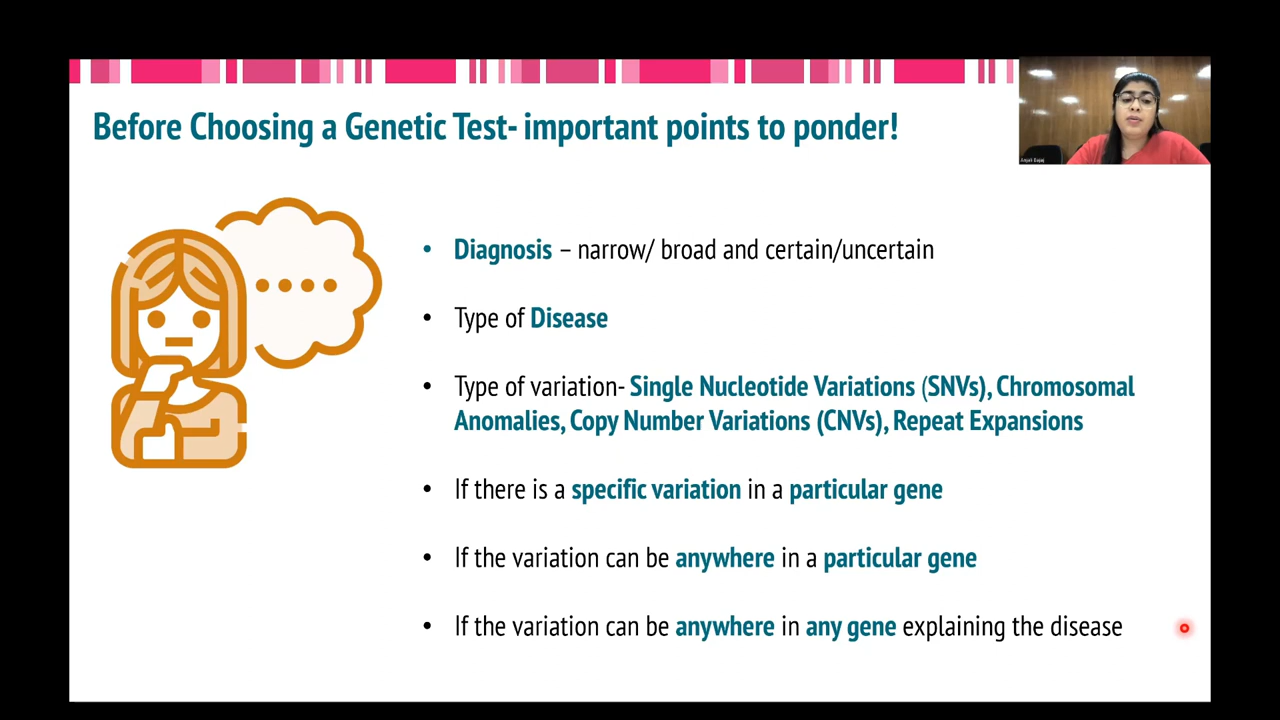 Before Choosing a Genetic Test- important points to ponder!
Anjali Bajaj
• Diagnosis – narrow/ broad and certain/uncertain
• Type of Disease
• Type of variation- Single Nucleotide Variations (SNVs), Chromosomal
Anomalies, Copy Number Variations (CNVs), Repeat Expansions
• If there is a specific variation in a particular gene
• If the variation can be anywhere in a particular gene
• If the variation can be anywhere in any gene explaining the disease